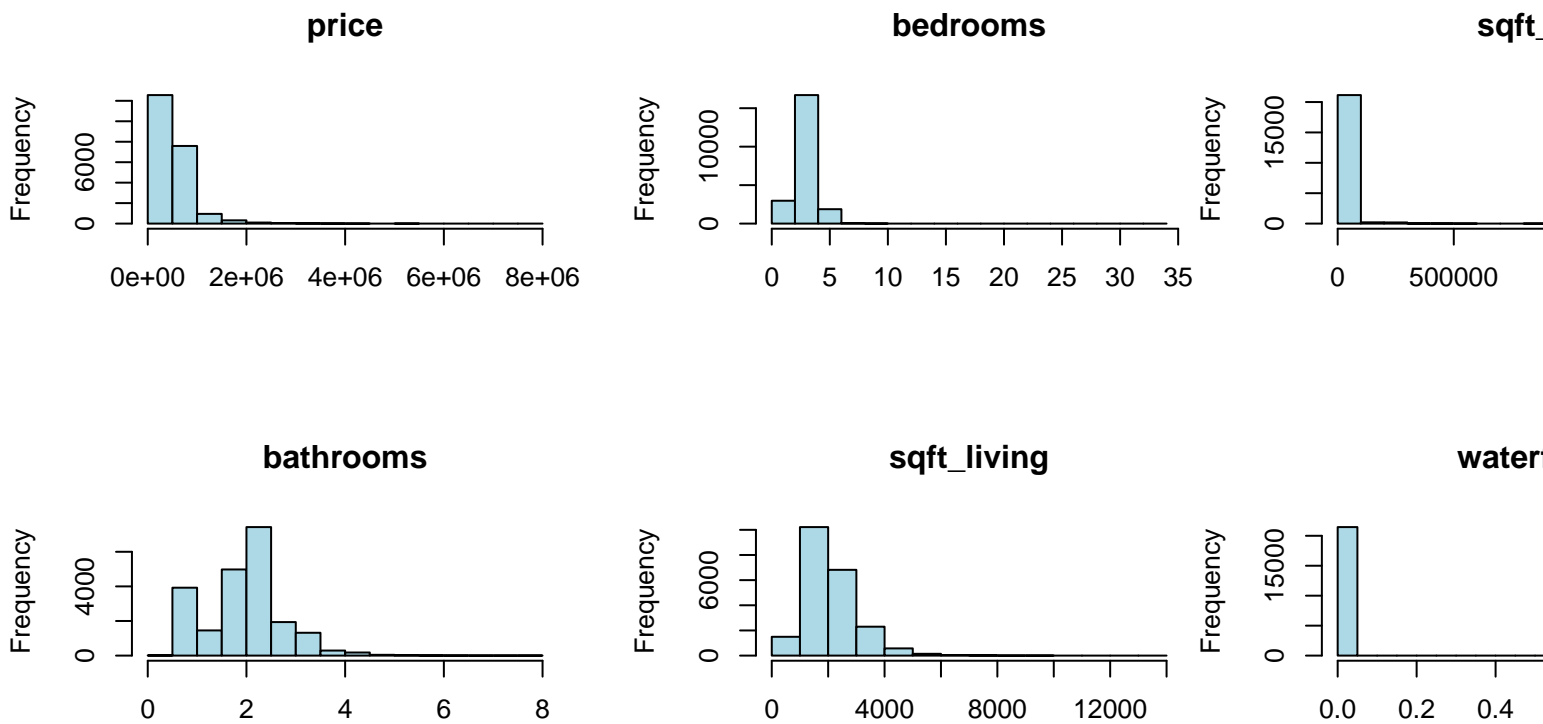 price
bedrooms
sqft_
Frequency
0
6000
0e+00 2e+06 4e+06 6e+06 8e+06
Frequency
0
10000
0 5 10 15 20 25 30 35
Frequency
0
15000
0 500000
bathrooms
sqft_living
waterf
Frequency
0
4000
0 2 4 6 8
Frequency
0
6000
0 4000 8000 12000
Frequency
0
15000
0.0 0.2 0.4